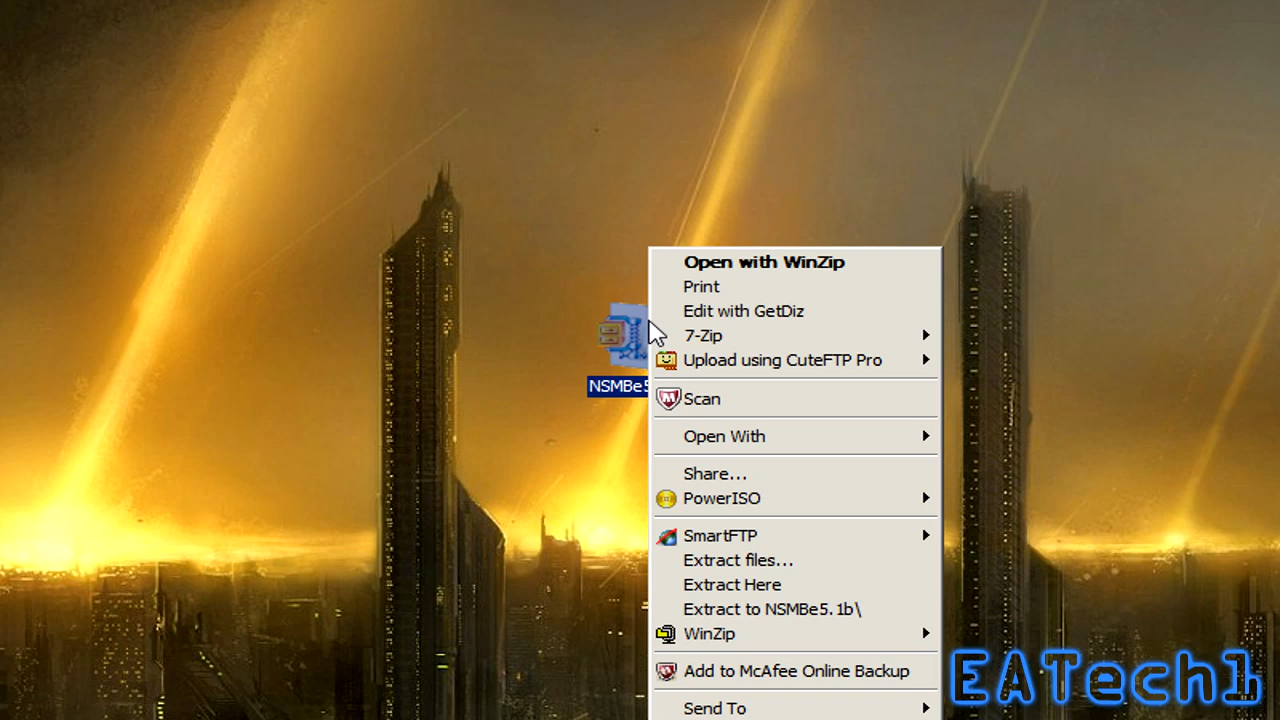 Open with WinZip
Print
Edit with GetDiz
7-Zip
Upload using CuteFTP Pro
NSMBe5
Scan
Open With
Share...
PowerISO
SmartFTP
Extract files...
Extract Here
Extract to NSMBe5.1b\
WinZip
Add to McAfee Online Backup
Send To
EATech1